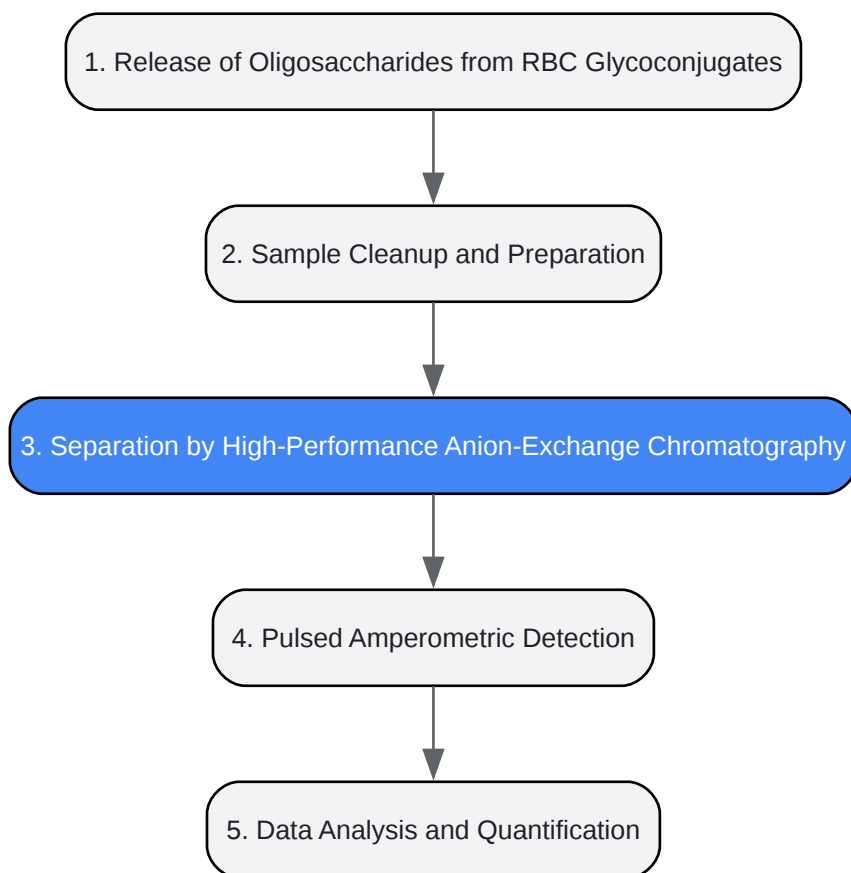 1. Release of Oligosaccharides from RBC Glycoconjugates
2. Sample Cleanup and Preparation
3. Separation by High-Performance Anion-Exchange Chromatography
4. Pulsed Amperometric Detection
5. Data Analysis and Quantification